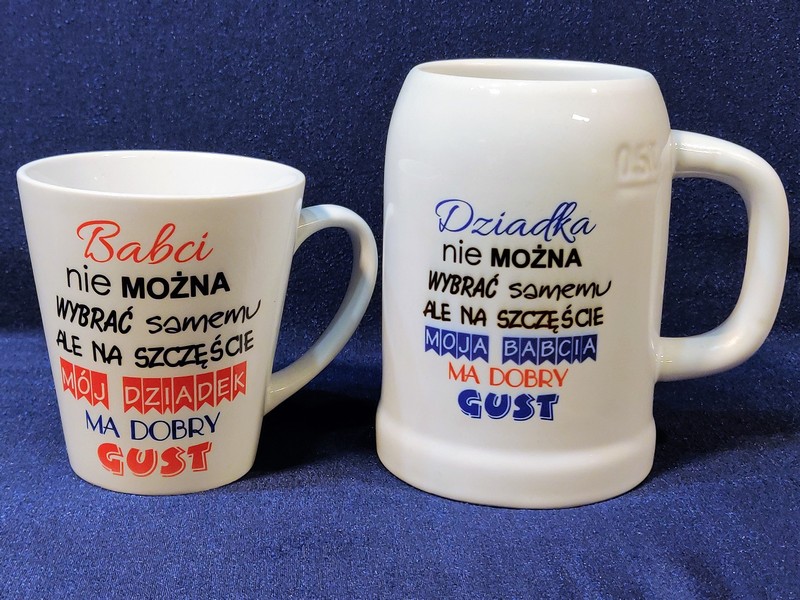 Babci
nie MOŻNA
WYBRAĆ samemu
ALE NA SZCZĘŚCIE
MÓJ DZIADEK
MA DOBRY
GUST
Dziadka
nie MOŻNA
WYBRAĆ samemu
ALE NA SZCZĘŚCIE
MOJA BABCIA
MA DOBRY
GUST